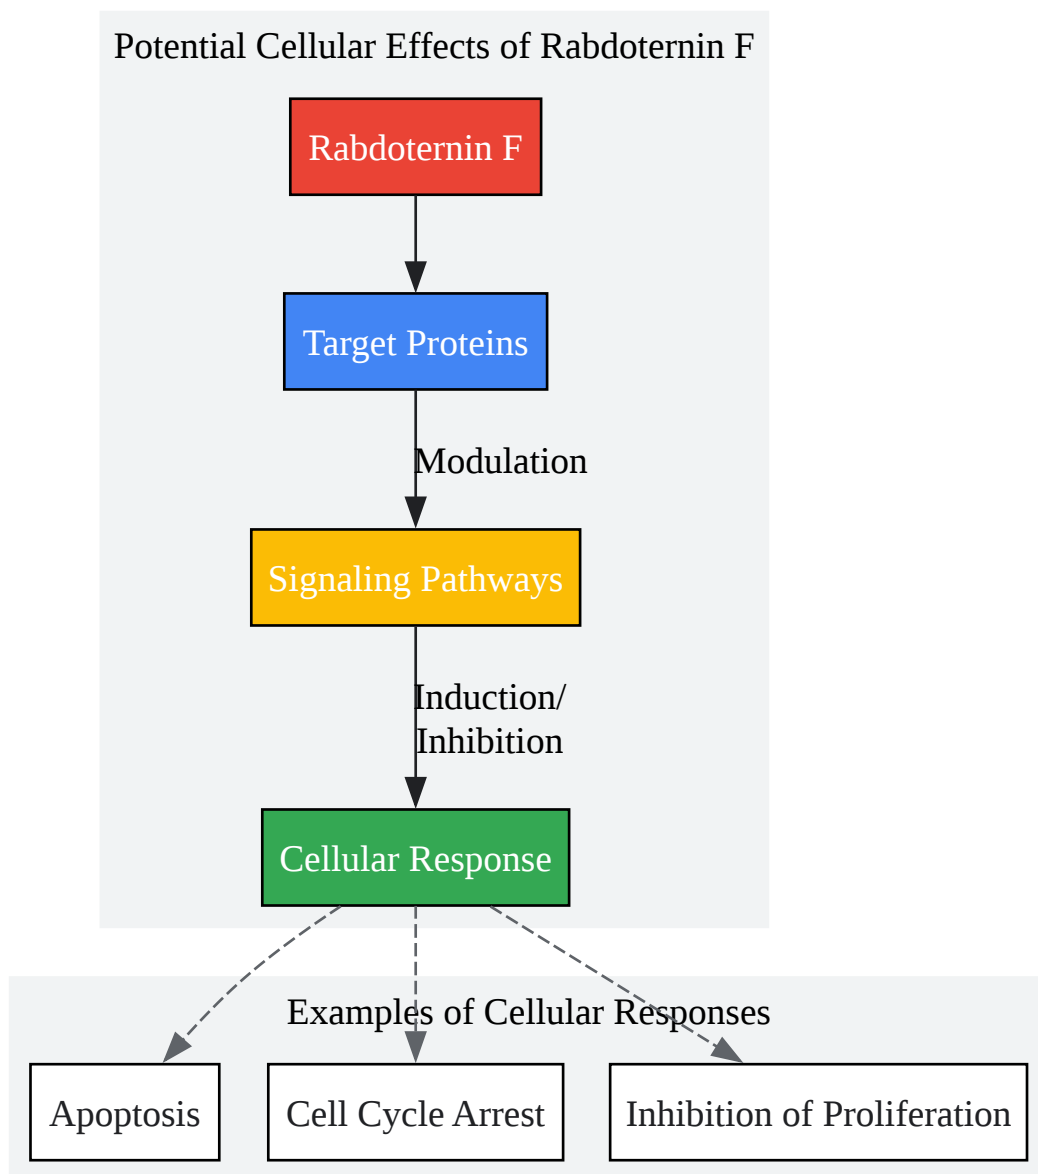 Potential Cellular Effects of Rabdoternin F
Rabdoternin F
Target Proteins
Modulation
Signaling Pathways
Induction/
Inhibition
Cellular Response
Examples of Cellular Responses
Apoptosis
Cell Cycle Arrest
Inhibition of Proliferation